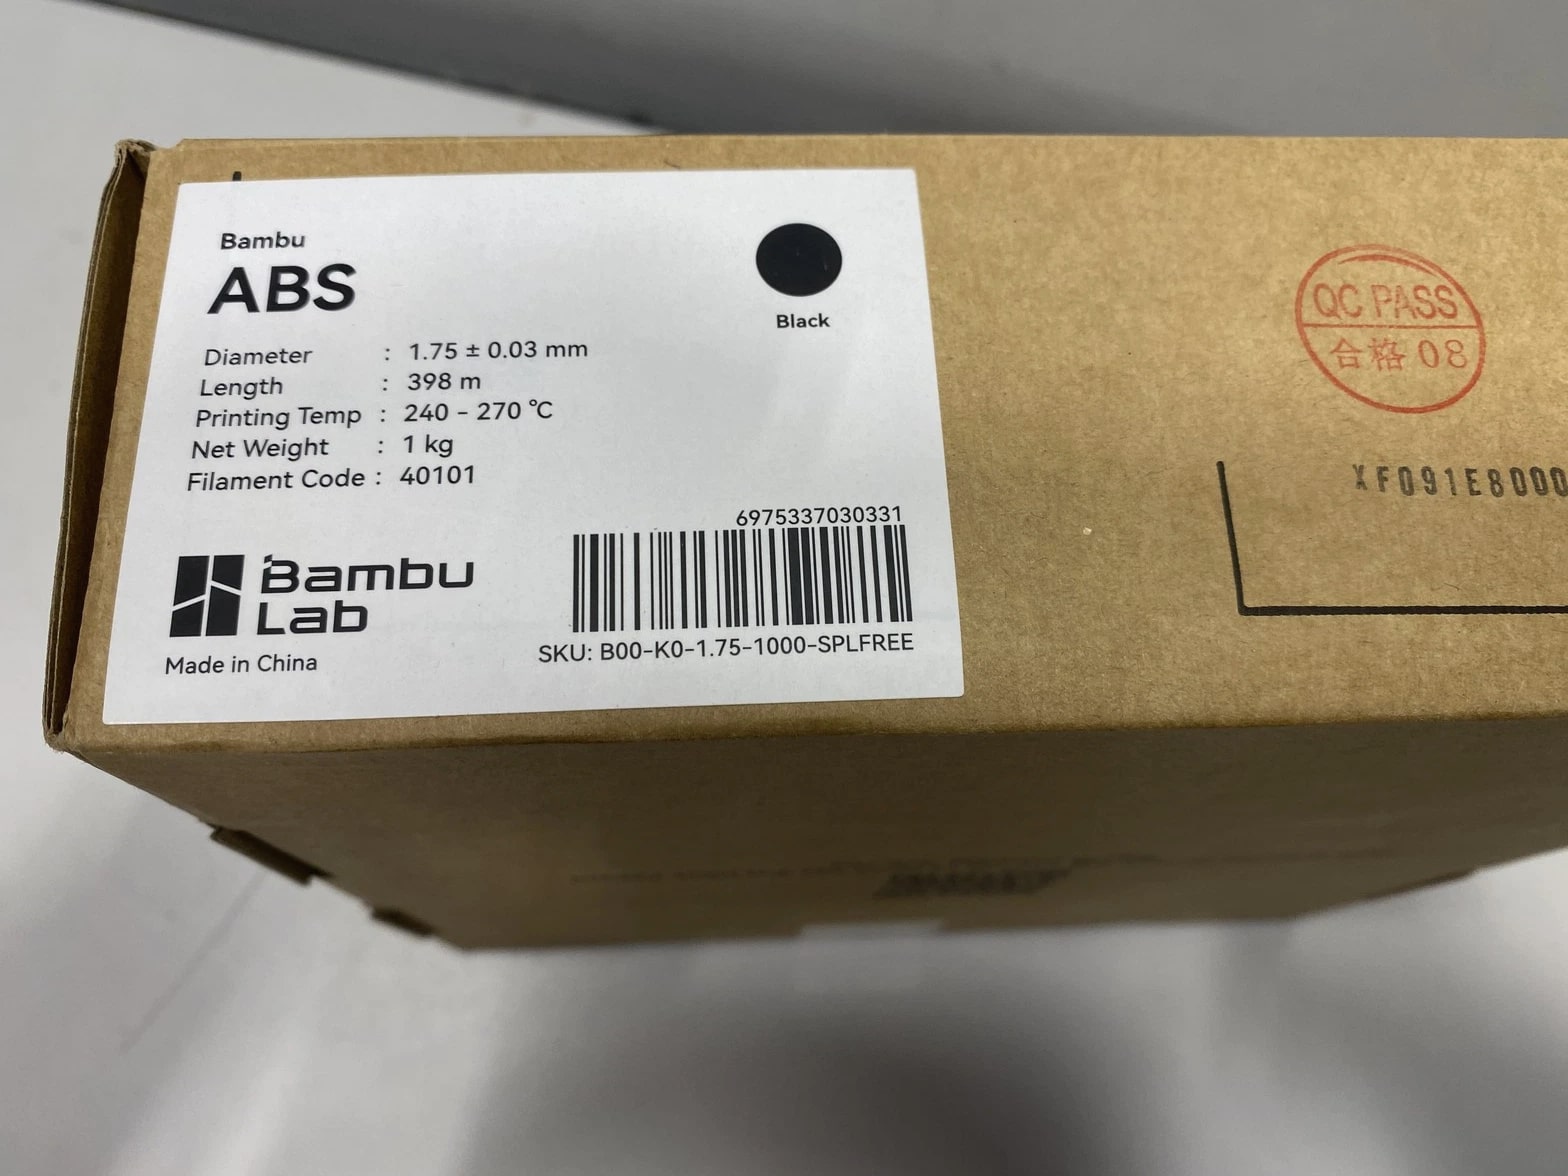 Bambu
ABS
Black
Diameter : 1.75 ± 0.03 mm
Length : 398 m
Printing Temp : 240 – 270 °C
Net Weight : 1 kg
Filament Code : 40101
6975337030331
Bambu
Lab
Made in China
SKU: B00-K0-1.75-1000-SPLFREE
QC PASS
合格 08
XF091E8000